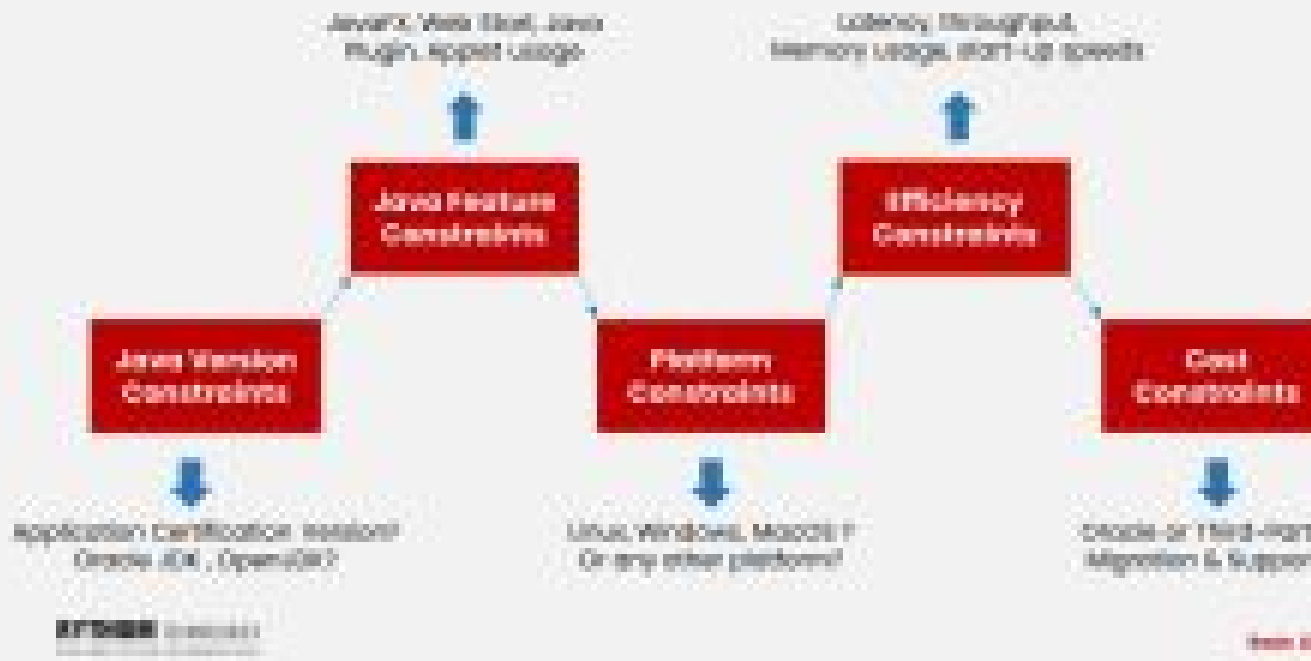 JavaFX, Web Start, Java
Plugin, Applet usage
Latency, Throughput,
Memory usage, start-up speeds
Java Feature
Constraints
Efficiency
Constraints
Java Version
Constraints
Platform
Constraints
Cost
Constraints
Application Certification Version?
Oracle JDK, OpenJDK?
Linux, Windows, MacOS?
Or any other platform?
Oracle or Third-Part
Migration & Suppor